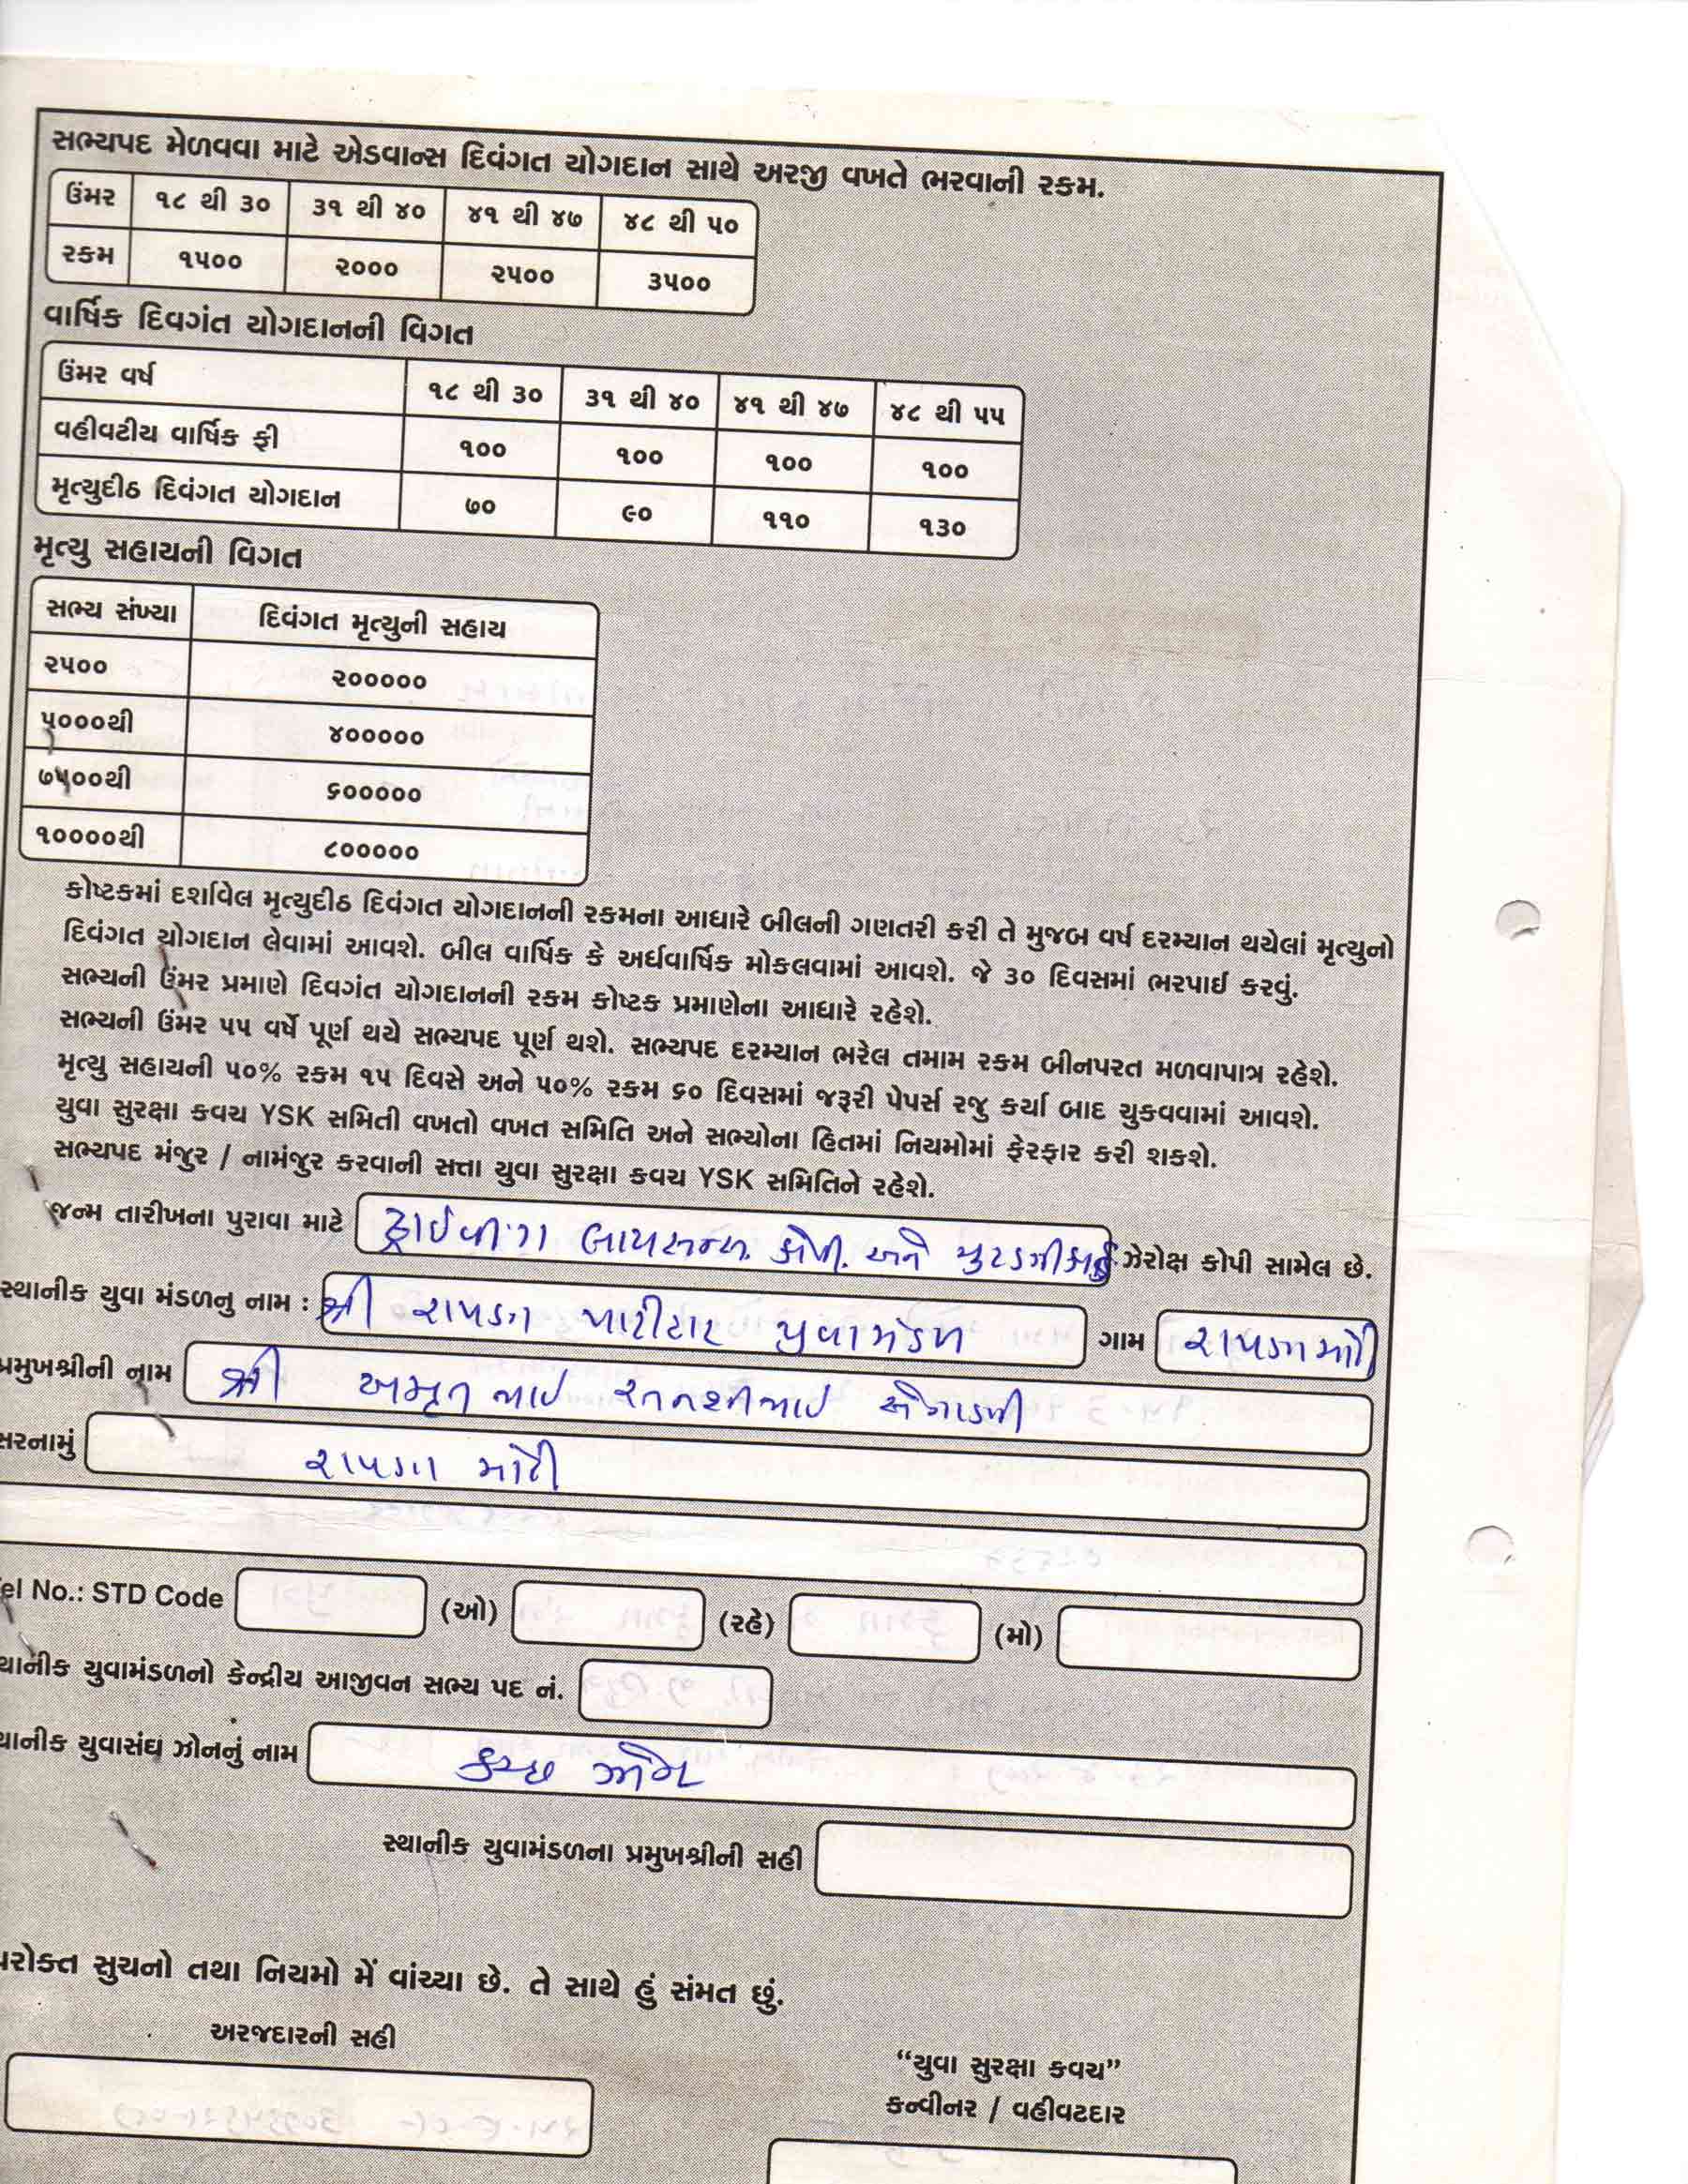 સભ્યપદ મેળવવા માટે એડવાન્સ દિવંગત યોગદાન સાથે અરજી વખતે ભરવાની રકમ.
ઉંમર ૧૮ થી ૩૦ ૩૧ થી ૪૦ ૪૧ થી ૪૭ ૪૮ થી ૫૦
રકમ ૧૫૦૦ ૨૦૦૦ ૨૫૦૦ ૩૫૦૦
વાર્ષિક દિવગંત યોગદાનની વિગત
ઉંમર વર્ષ ૧૮ થી ૩૦ ૩૧ થી ૪૦ ૪૧ થી ૪૭ ૪૮ થી ૫૫
વહીવટીય વાર્ષિક ફી ૧૦૦ ૧૦૦ ૧૦૦ ૧૦૦
મૃત્યુદીઠ દિવંગત યોગદાન ૭૦ ૯૦ ૧૧૦ ૧૩૦
મૃત્યુ સહાયની વિગત
સભ્ય સંખ્યા દિવંગત મૃત્યુની સહાય
૨૫૦૦ ૨૦૦૦૦૦
૫૦૦૦થી ૪૦૦૦૦૦
૭૫૦૦થી ૬૦૦૦૦૦
૧૦૦૦૦થી ૮૦૦૦૦૦
કોષ્ટકમાં દર્શાવેલ મૃત્યુદીઠ દિવંગત યોગદાનની રકમના આધારે બીલની ગણતરી કરી તે મુજબ વર્ષ દરમ્યાન થયેલાં મૃત્યુનો
દિવંગત યોગદાન લેવામાં આવશે. બીલ વાર્ષિક કે અર્ધવાર્ષિક મોકલવામાં આવશે. જે ૩૦ દિવસમાં ભરપાઈ કરવું.
સભ્યની ઉંમર પ્રમાણે દિવગંત યોગદાનની રકમ કોષ્ટક પ્રમાણેના આધારે રહેશે.
સભ્યની ઉંમર ૫૫ વર્ષે પૂર્ણ થયે સભ્યપદ પૂર્ણ થશે. સભ્યપદ દરમ્યાન ભરેલ તમામ રકમ બીનપરત મળવાપાત્ર રહેશે.
મૃત્યુ સહાયની ૫૦% રકમ ૧૫ દિવસે અને ૫૦% રકમ ૬૦ દિવસમાં જરૂરી પેપર્સ રજુ કર્યા બાદ ચુકવવામાં આવશે.
યુવા સુરક્ષા કવચ YSK સમિતી વખતો વખત સમિતિ અને સભ્યોના હિતમાં નિયમોમાં ફેરફાર કરી શકશે.
સભ્યપદ મંજુર / નામંજુર કરવાની સત્તા યુવા સુરક્ષા કવચ YSK સમિતિને રહેશે.
જન્મ તારીખના પુરાવા માટે ડ્રાઈવીંગ લાયસન્સ કોપી. અને ઝેરોક્ષ કોપી સામેલ છે.
સ્થાનીક યુવા મંડળનુ નામ : શ્રી રાપડા પાટીદાર યુવામંડળ ગામ રાપડામોટી
પ્રમુખશ્રીની નામ શ્રી અમૃતભાઈ રતનશીભાઈ
સરનામું રાપડા મોટી
el No.: STD Code (ઓ) (રહે) (મો)
થાનીક યુવામંડળનો કેન્દ્રીય આજીવન સભ્ય પદ નં.
થાનીક યુવાસંઘ ઝોનનું નામ કચ્છ ઝોન
સ્થાનીક યુવામંડળના પ્રમુખશ્રીની સહી
પરોક્ત સુચનો તથા નિયમો મેં વાંચ્યા છે. તે સાથે હું સંમત છું.
અરજદારની સહી
“યુવા સુરક્ષા કવચ”
કન્વીનર / વહીવટદાર